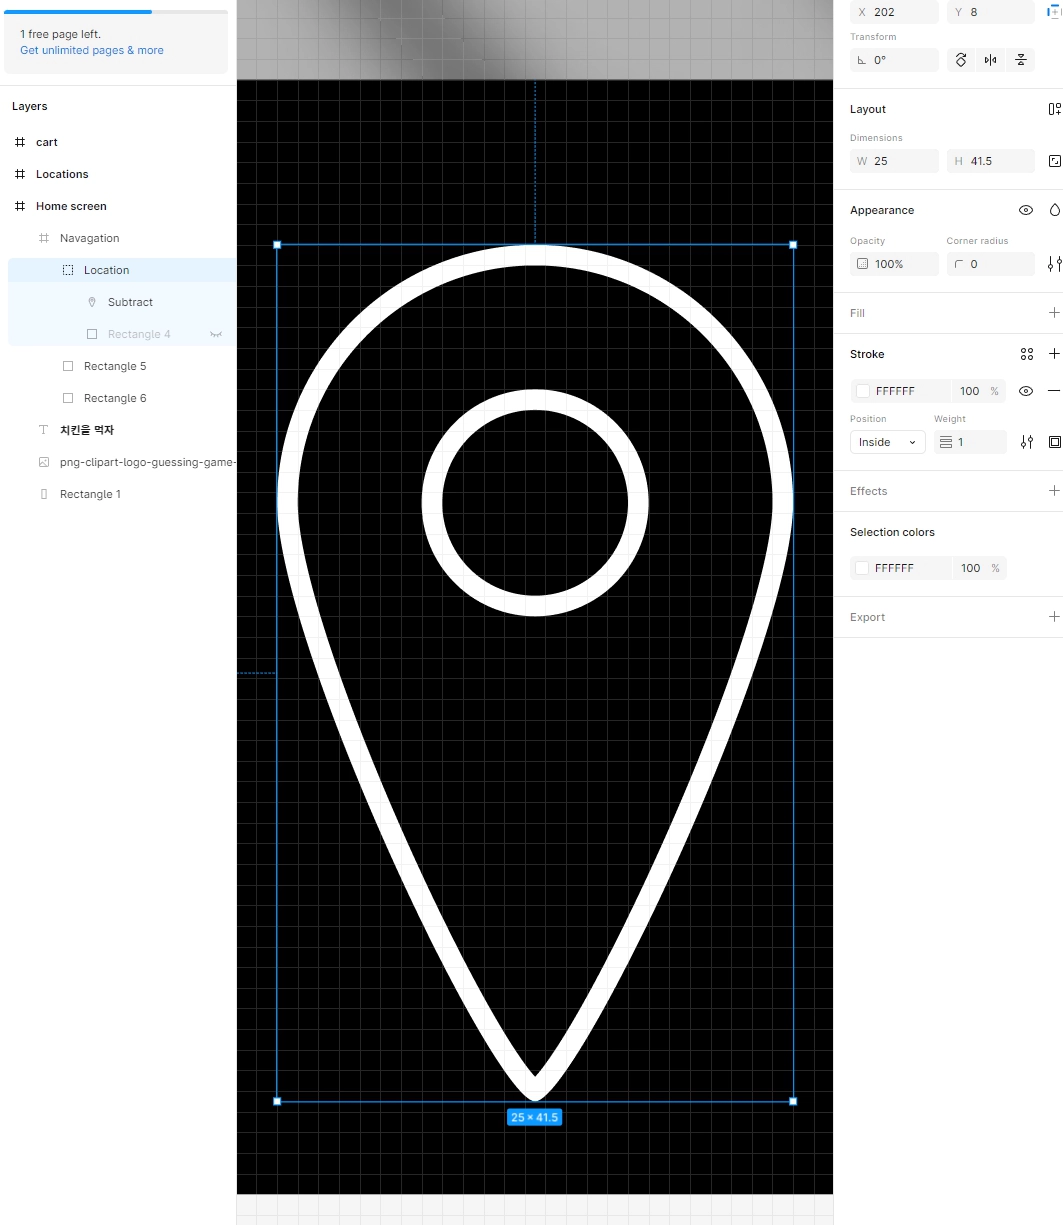 1 free page left.
Get unlimited pages & more
Layers
cart
Locations
Home screen
Navagation
Location
Subtract
Rectangle 4
Rectangle 5
Rectangle 6
치킨을 먹자
png-clipart-logo-guessing-game-
Rectangle 1
25 × 41.5
X 202 Y 8
Transform
0°
Layout
Dimensions
W 25 H 41.5
Appearance
Opacity Corner radius
100% 0
Fill
Stroke
FFFFFF 100 %
Position Weight
Inside 1
Effects
Selection colors
FFFFFF 100 %
Export